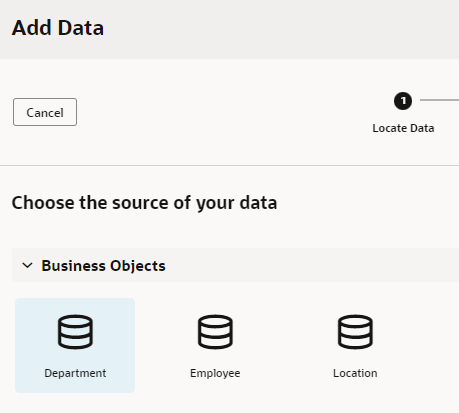 Add Data
Cancel
1
Locate Data
Choose the source of your data
Business Objects
Department
Employee
Location